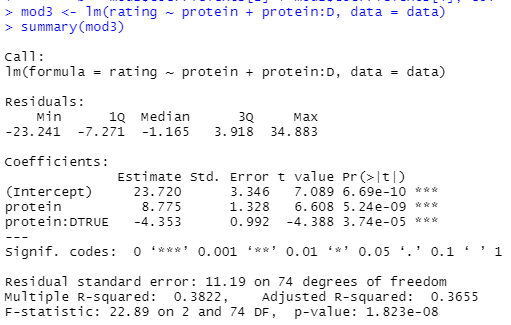 > mod3 <- lm(rating ~ protein + protein:D, data = data)
> summary(mod3)
Call:
lm(formula = rating ~ protein + protein:D, data = data)
Residuals:
    Min      1Q  Median      3Q     Max
-23.241  -7.271  -1.165   3.918  34.883
Coefficients:
              Estimate Std. Error t value Pr(>|t|)
(Intercept)     23.720      3.346   7.089 6.69e-10 ***
protein          8.775      1.328   6.608 5.24e-09 ***
protein:DTRUE   -4.353      0.992  -4.388 3.74e-05 ***
---
Signif. codes:  0 ‘***’ 0.001 ‘**’ 0.01 ‘*’ 0.05 ‘.’ 0.1 ‘ ’ 1
Residual standard error: 11.19 on 74 degrees of freedom
Multiple R-squared:  0.3822,    Adjusted R-squared:  0.3655
F-statistic: 22.89 on 2 and 74 DF,  p-value: 1.823e-08